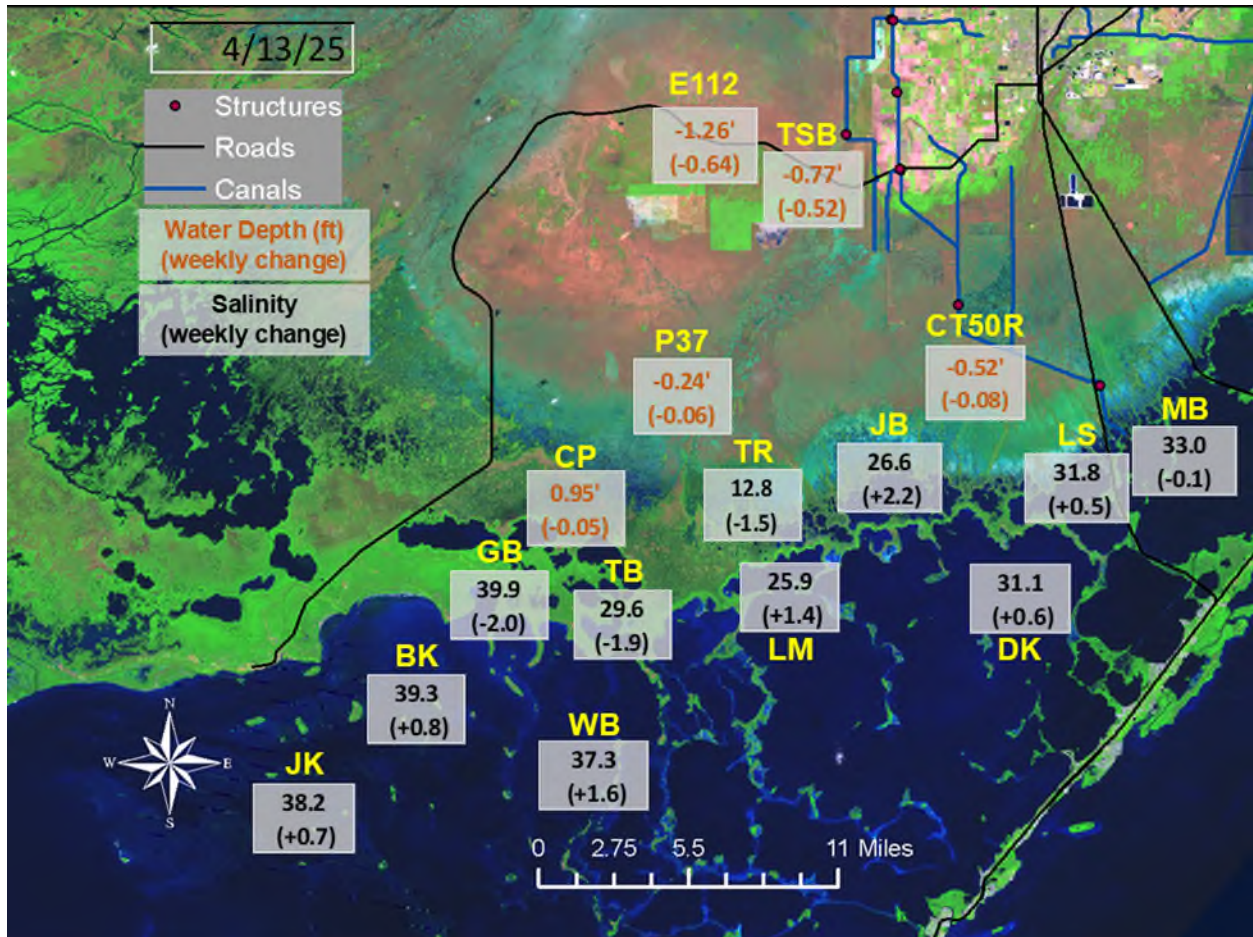 4/13/25
Structures
Roads
Canals
Water Depth (ft)
(weekly change)
Salinity
(weekly change)
E112
-1.26'
(-0.64)
TSB
-0.77'
(-0.52)
P37
-0.24'
(-0.06)
CT50R
-0.52'
(-0.08)
CP
0.95'
(-0.05)
TR
12.8
(-1.5)
JB
26.6
(+2.2)
LS
31.8
(+0.5)
MB
33.0
(-0.1)
GB
39.9
(-2.0)
TB
29.6
(-1.9)
25.9
(+1.4)
LM
31.1
(+0.6)
DK
BK
39.3
(+0.8)
WB
37.3
(+1.6)
JK
38.2
(+0.7)
N
W E
S
0 2.75 5.5 11 Miles